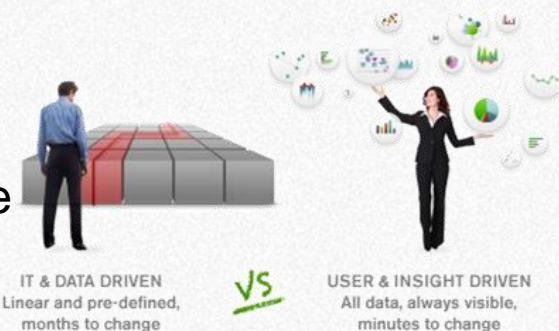 e
IT & DATA DRIVEN
Linear and pre-defined,
months to change
VS
USER & INSIGHT DRIVEN
All data, always visible,
minutes to change